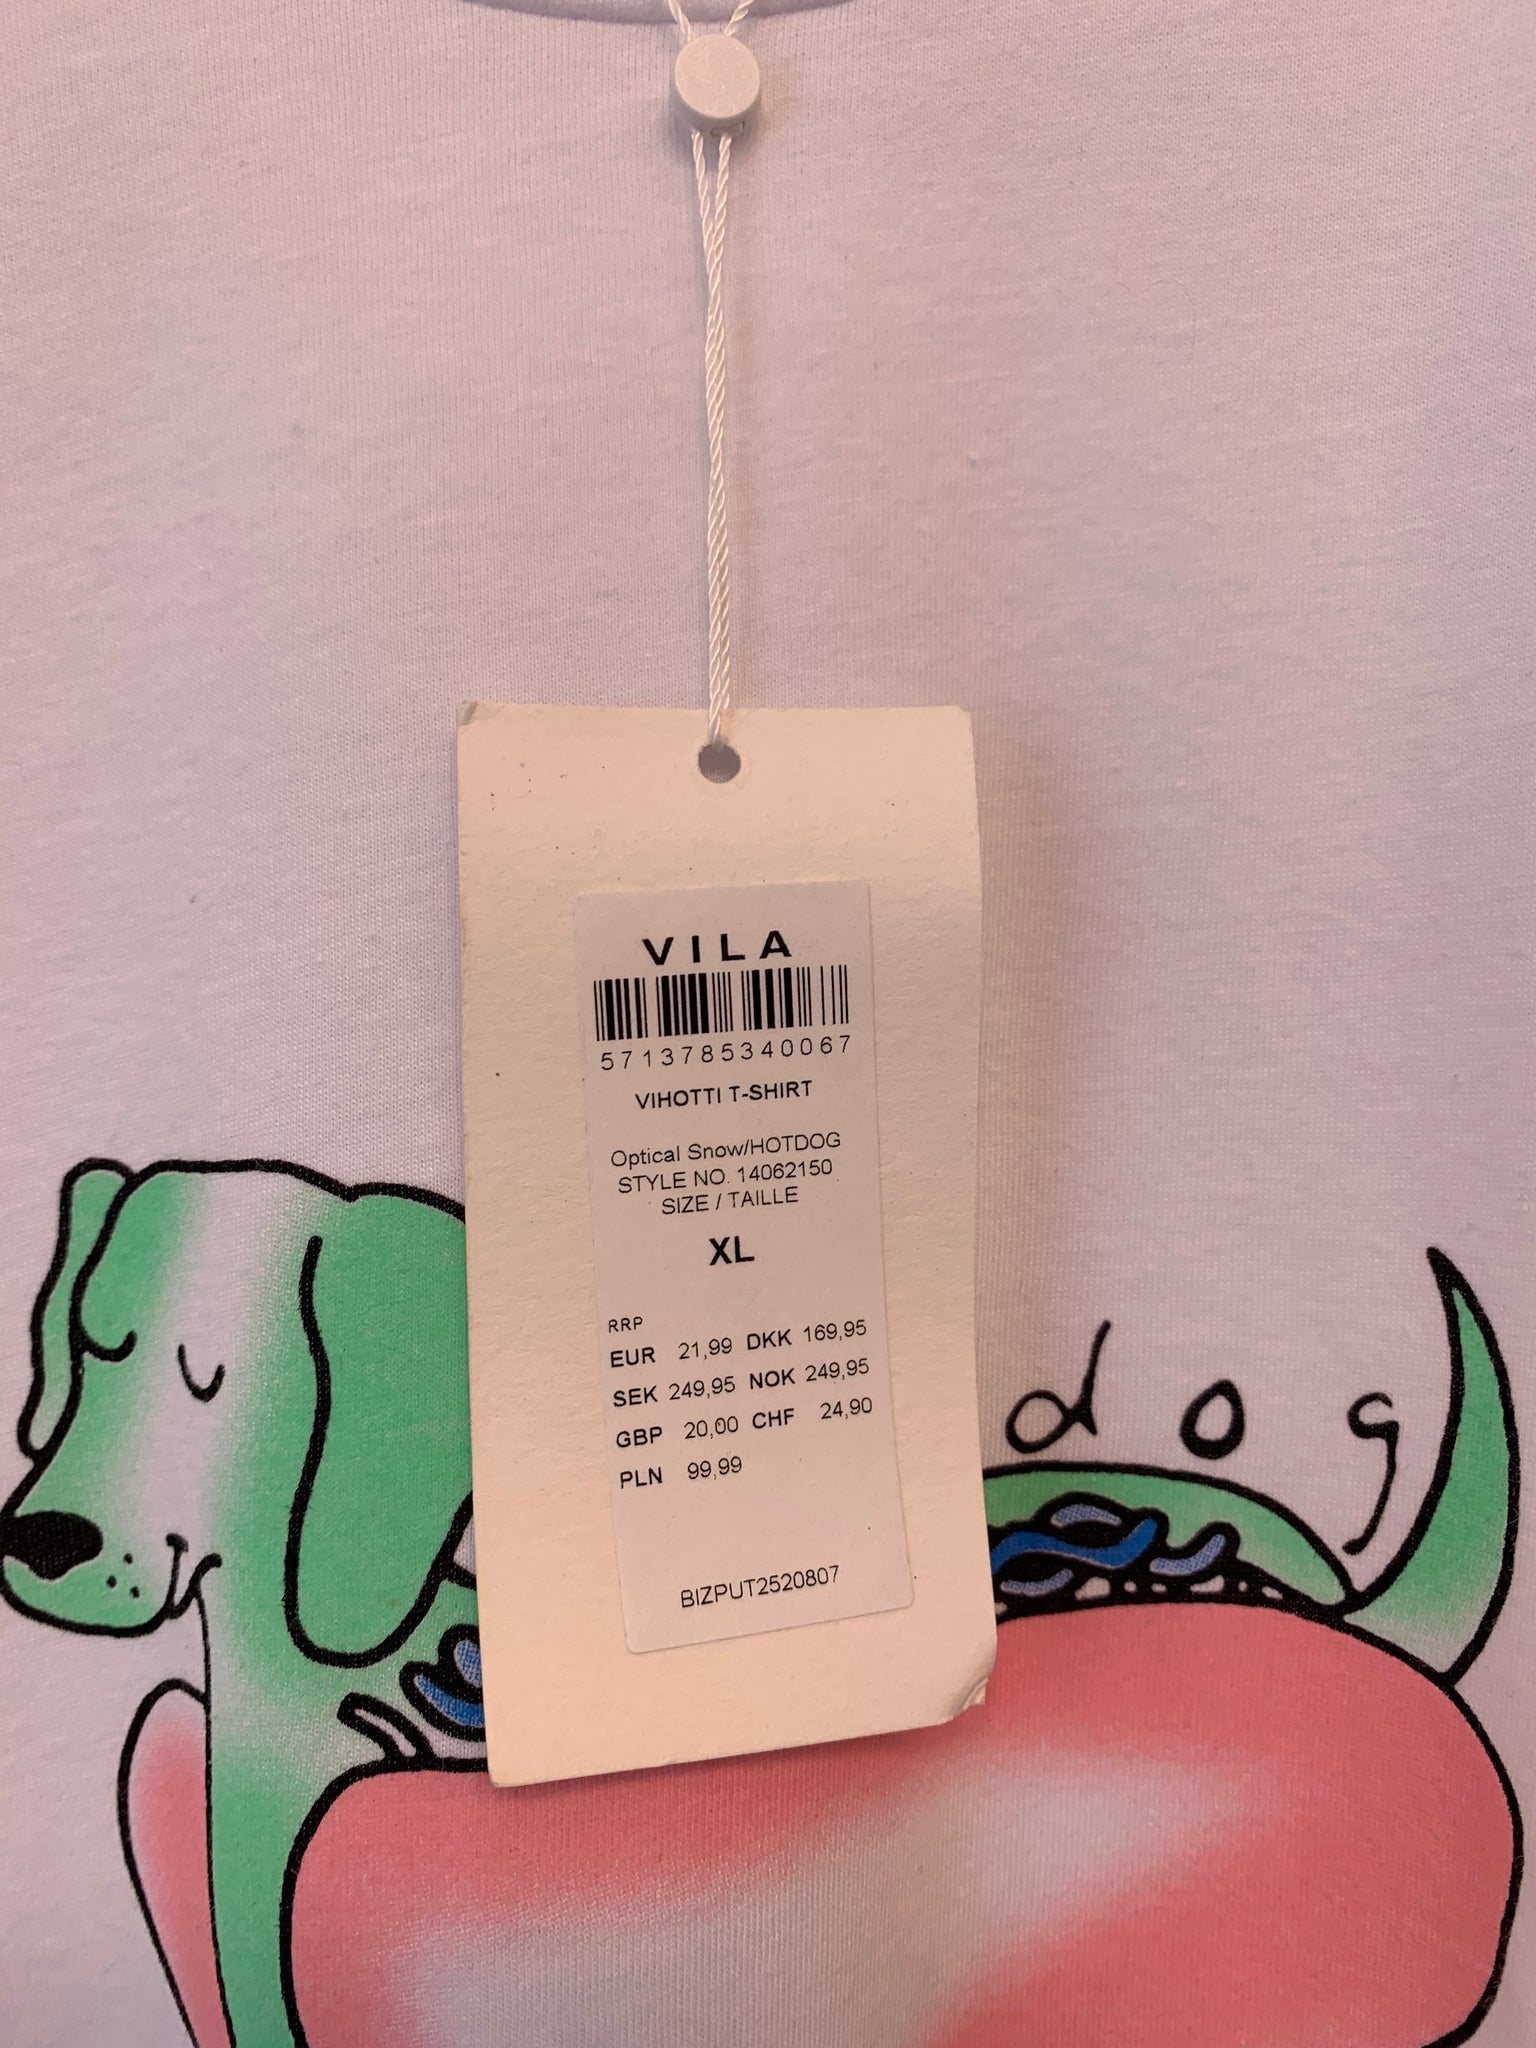 VILA
5713785340067
VIHOTTI T-SHIRT
Optical Snow/HOTDOG
STYLE NO. 14062150
SIZE / TAILLE
XL
RRP
EUR 21,99 DKK 169,95
SEK 249,95 NOK 249,95
GBP 20,00 CHF 24,90
PLN 99,99
BIZPUT2520807
dog